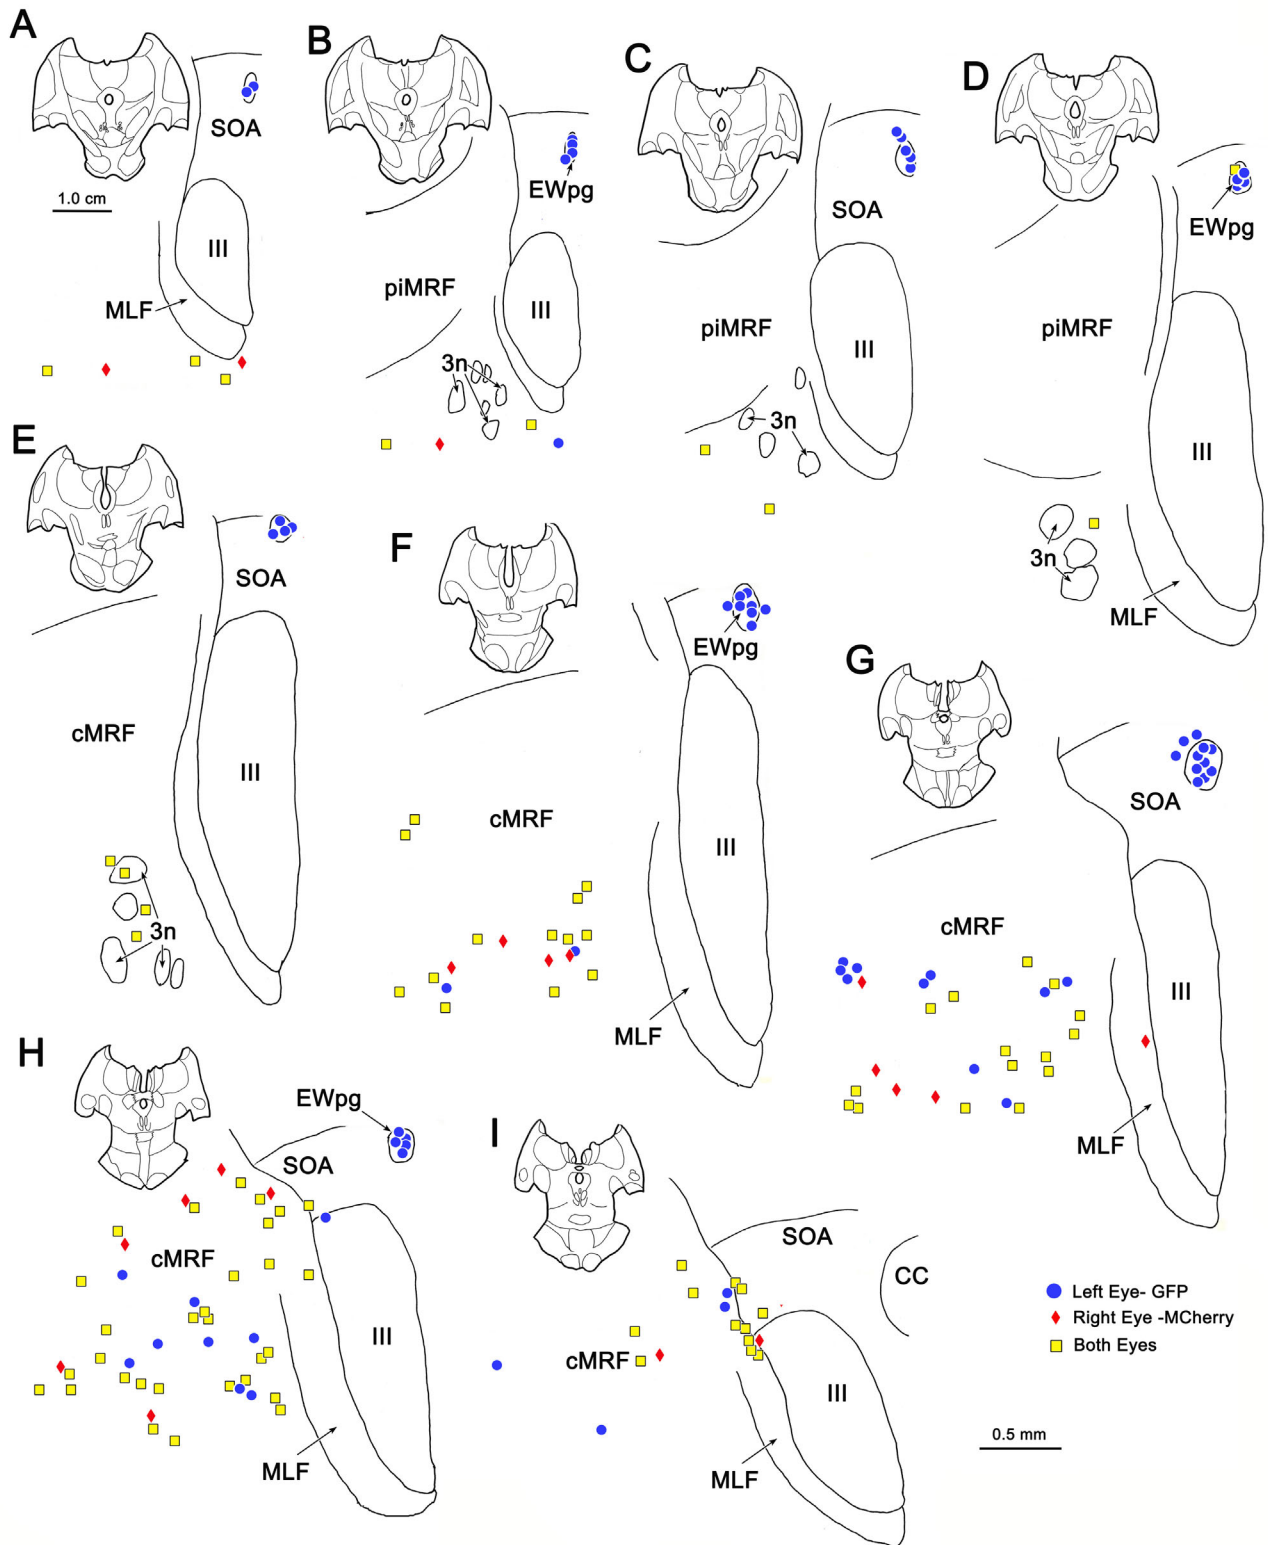 A
SOA
1.0 cm
III
MLF
B
EWpg
piMRF
III
3n
C
SOA
piMRF
III
3n
D
EWpg
piMRF
III
3n
MLF
E
SOA
cMRF
III
3n
F
EWpg
cMRF
III
MLF
G
SOA
cMRF
III
MLF
H
EWpg
SOA
cMRF
III
MLF
I
SOA
CC
cMRF
III
MLF
Left Eye- GFP
Right Eye -MCherry
Both Eyes
0.5 mm